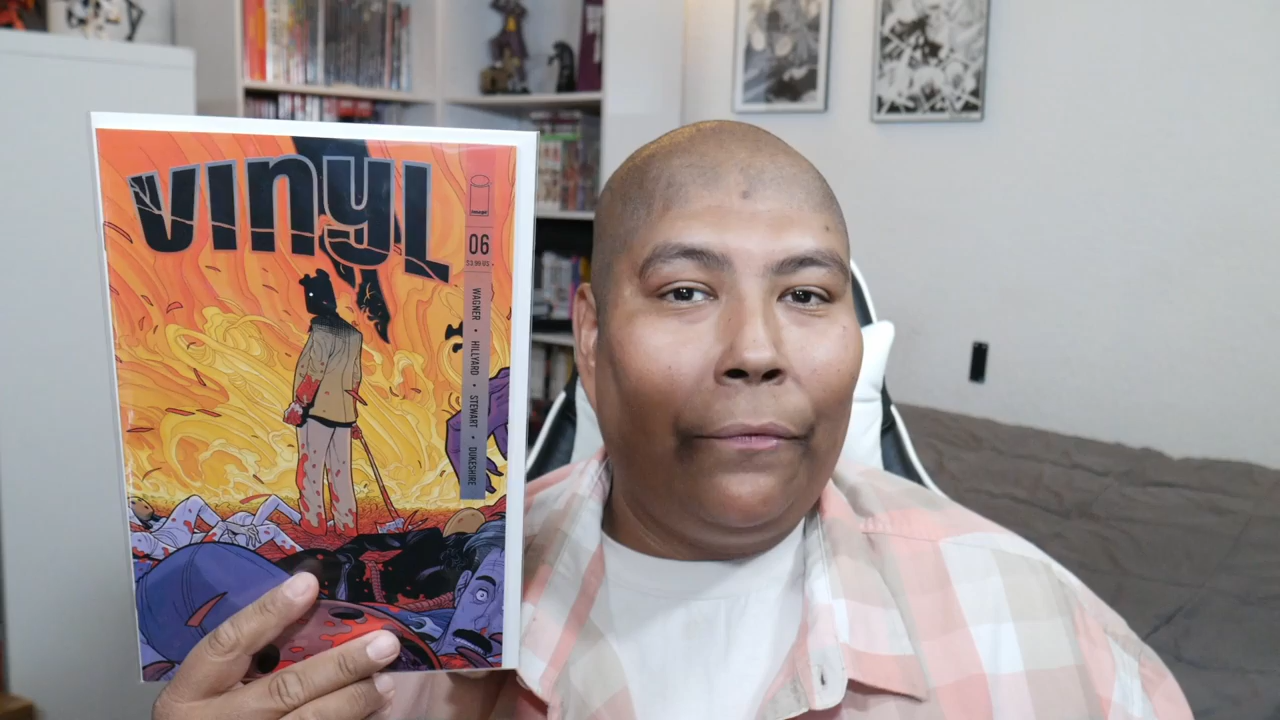 vinyl
image
06
$3.99 US
WAGNER • HILLYARD • STEWART • DUKESHIRE